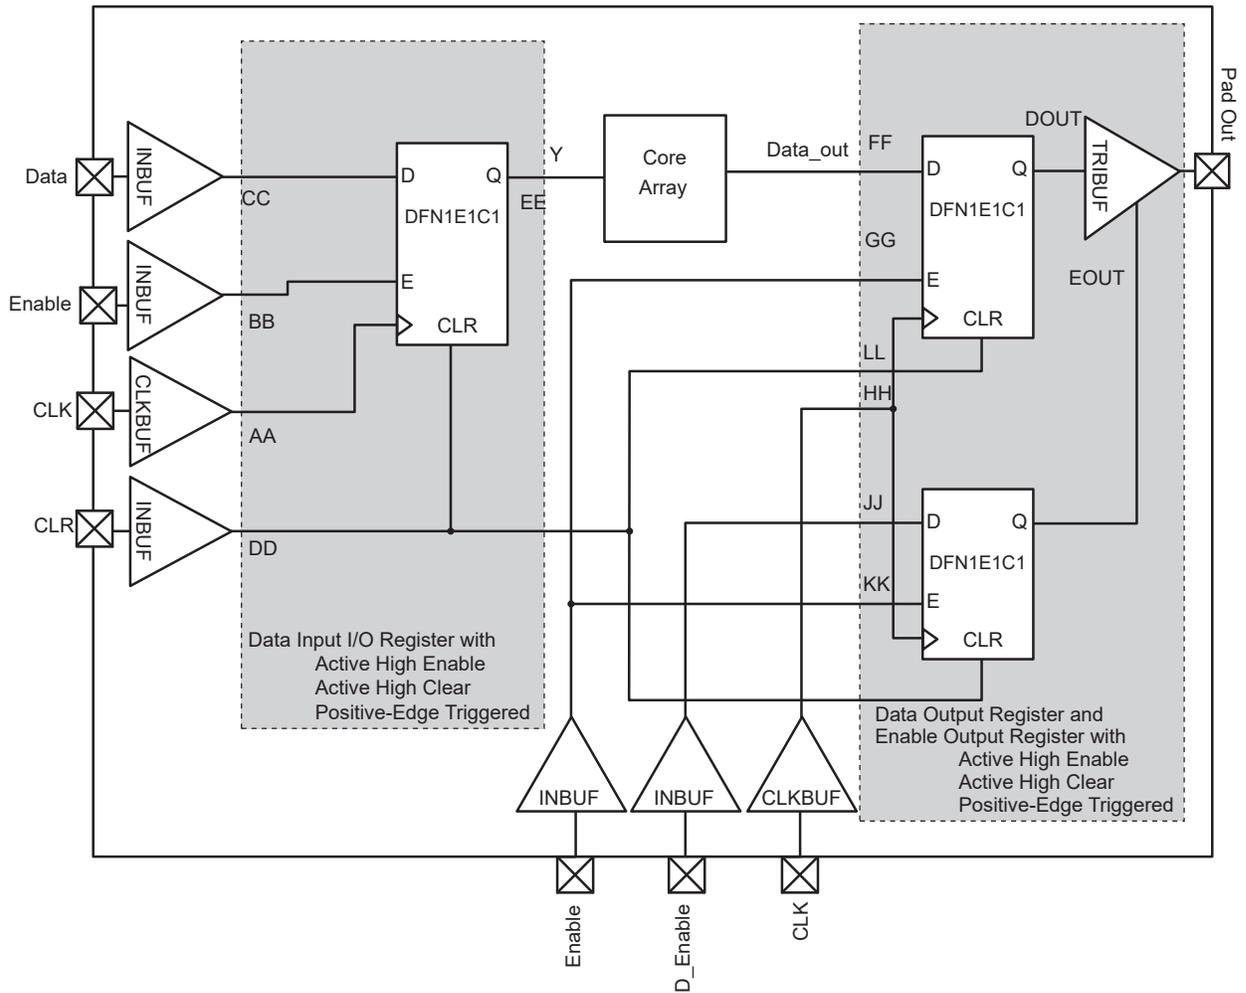 Pad Out
DOUT
TRIBUF
EOUT
Data
INBUF
CC
D
Q
DFN1E1C1
E
CLR
Y
EE
Core
Array
Data_out
FF
D
Q
DFN1E1C1
GG
E
CLR
Enable
INBUF
BB
CLK
CLKBUF
AA
LL
HH
CLR
INBUF
DD
JJ
D
Q
DFN1E1C1
KK
E
CLR
Data Input I/O Register with
Active High Enable
Active High Clear
Positive-Edge Triggered
Data Output Register and
Enable Output Register with
Active High Enable
Active High Clear
Positive-Edge Triggered
INBUF
INBUF
CLKBUF
Enable
D_Enable
CLK